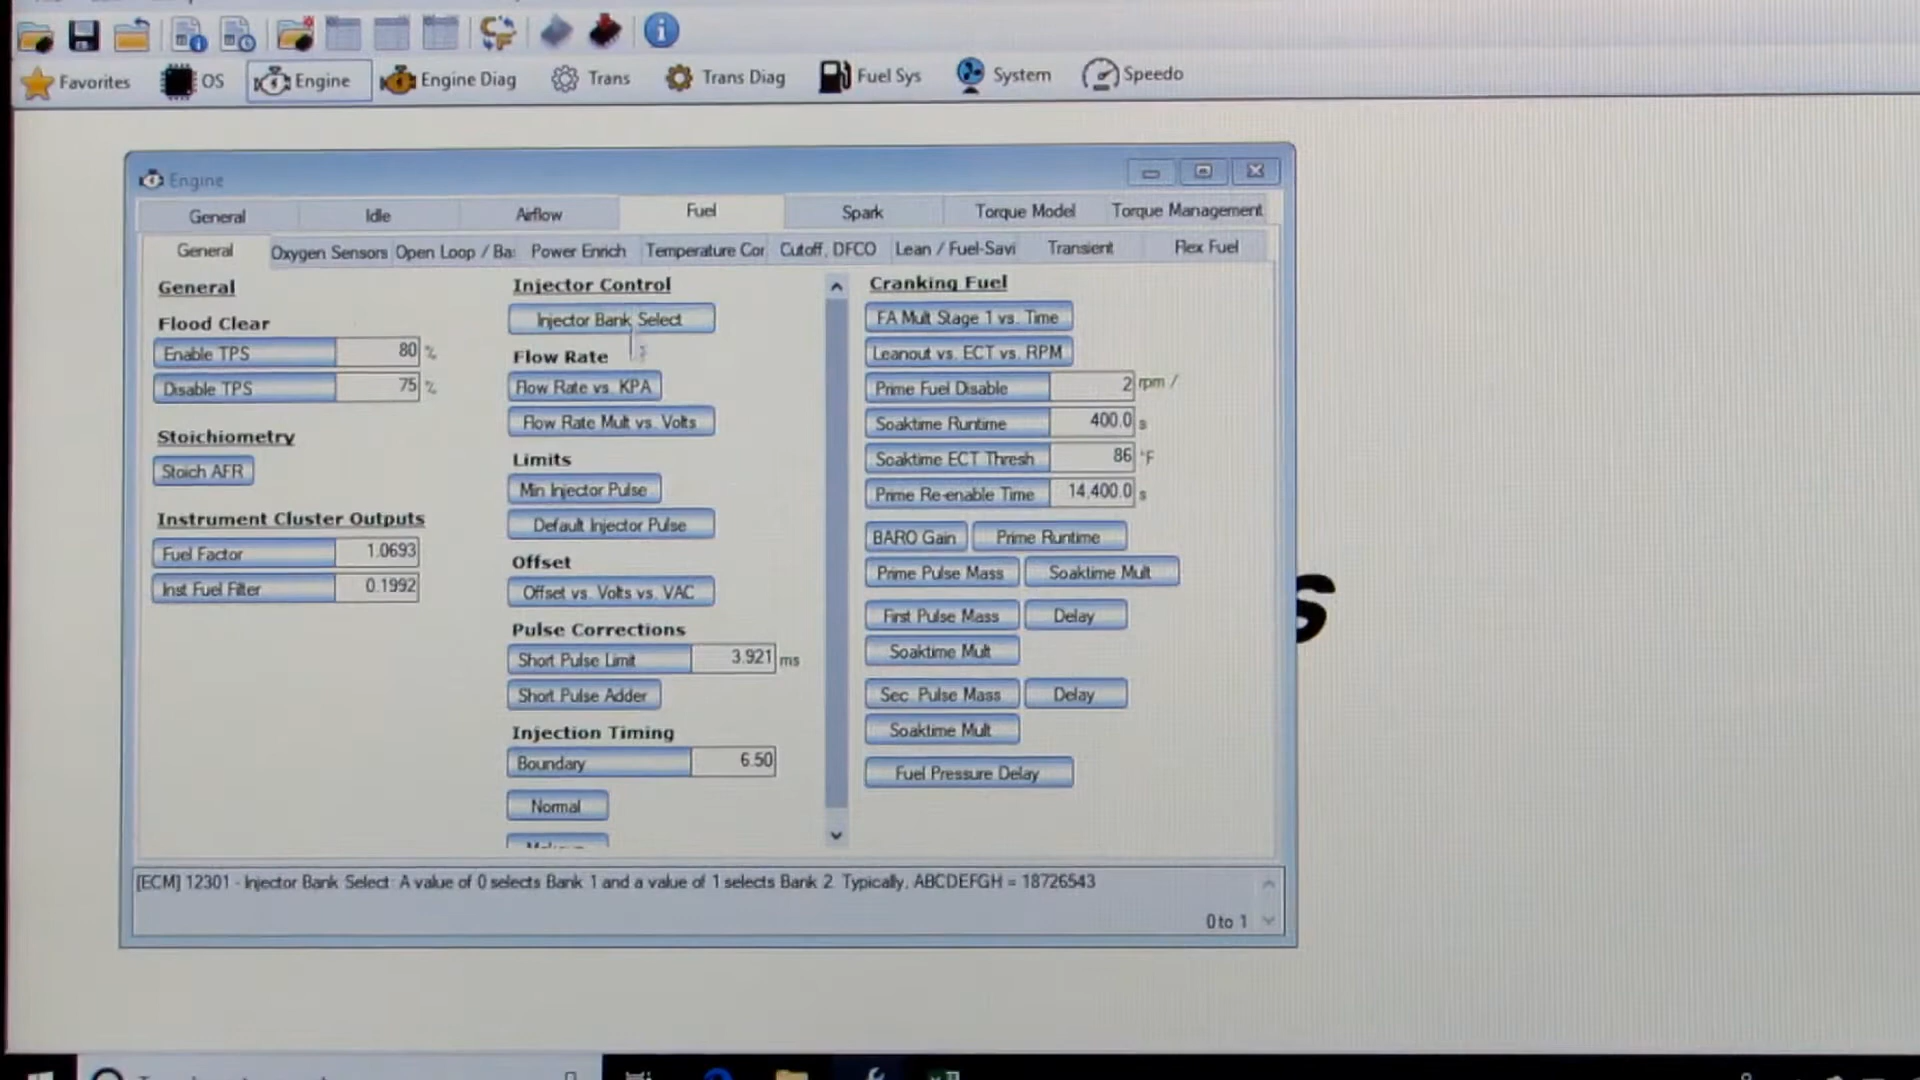 Favorites OS Engine Engine Diag Trans Trans Diag Fuel Sys System Speedo
Engine
General Idle Airflow Fuel Spark Torque Model Torque Management
General Oxygen Sensors Open Loop / Ba: Power Enrich Temperature Cor Cutoff, DFCO Lean / Fuel-Savi Transient Flex Fuel
General
Flood Clear
Enable TPS 80 %
Disable TPS 75 %
Stoichiometry
Stoich AFR
Instrument Cluster Outputs
Fuel Factor 1.0693
Inst Fuel Filter 0.1992
Injector Control
Injector Bank Select
Flow Rate
Flow Rate vs. KPA
Flow Rate Mult vs. Volts
Limits
Min Injector Pulse
Default Injector Pulse
Offset
Offset vs. Volts vs. VAC
Pulse Corrections
Short Pulse Limit 3.921 ms
Short Pulse Adder
Injection Timing
Boundary 6.50
Normal
Cranking Fuel
FA Mult Stage 1 vs. Time
Leanout vs. ECT vs. RPM
Prime Fuel Disable 2 rpm /
Soaktime Runtime 400.0 s
Soaktime ECT Thresh 86 °F
Prime Re-enable Time 14,400.0 s
BARO Gain Prime Runtime
Prime Pulse Mass Soaktime Mult
First Pulse Mass Delay
Soaktime Mult
Sec. Pulse Mass Delay
Soaktime Mult
Fuel Pressure Delay
s
[ECM] 12301 - Injector Bank Select: A value of 0 selects Bank 1 and a value of 1 selects Bank 2. Typically, ABCDEFGH = 18726543
0 to 1